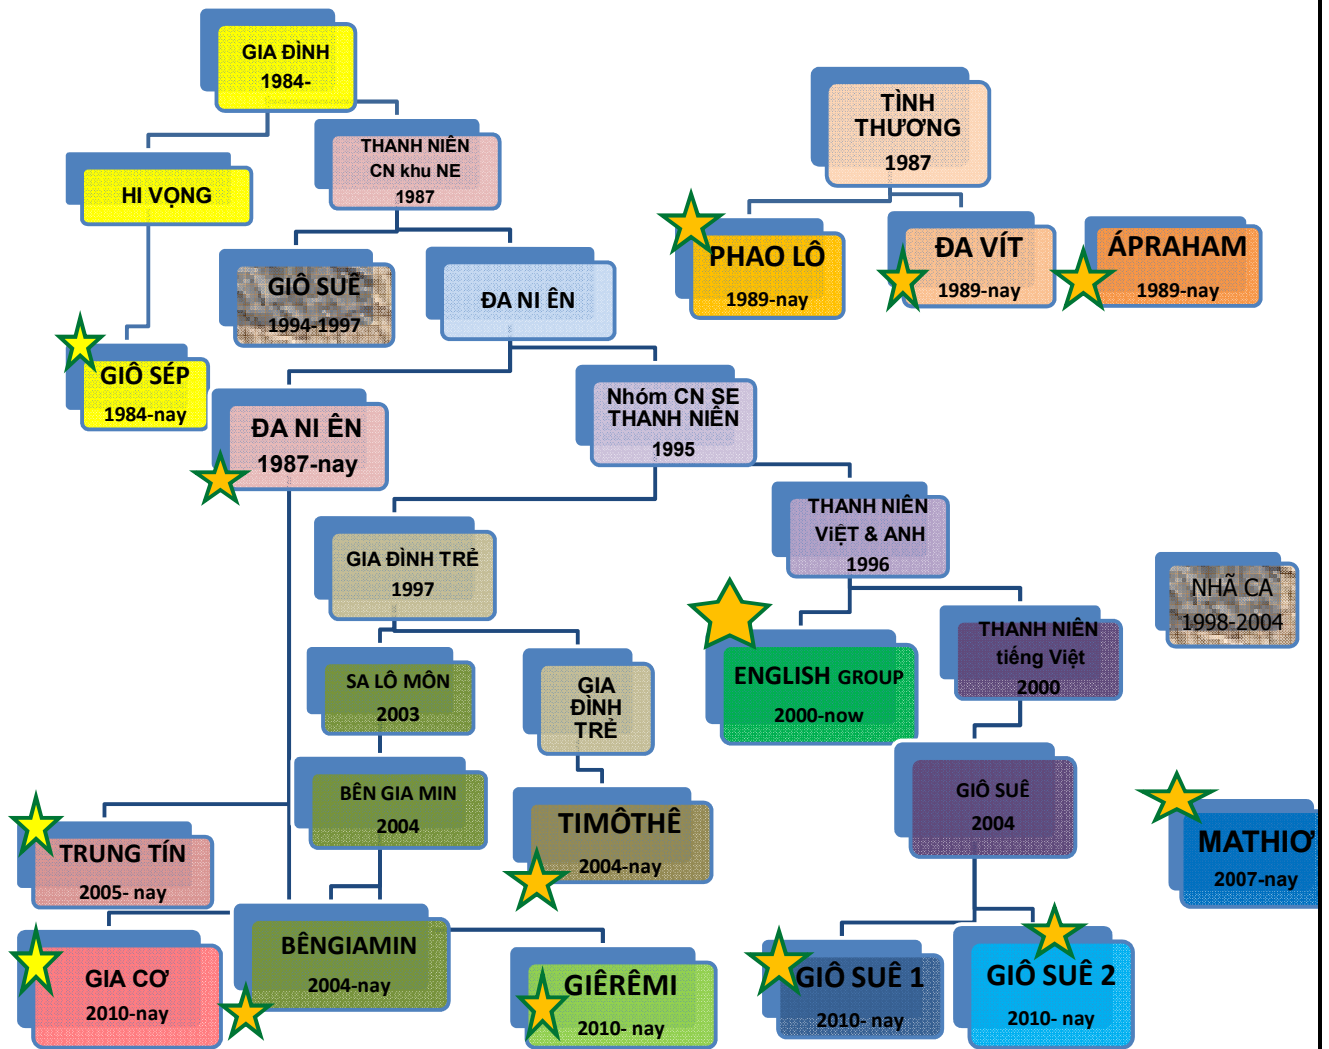 GIA ĐÌNH
1984-
TÌNH
THƯƠNG
1987
THANH NIÊN
CN khu NE
1987
HI VỌNG
PHAO LÔ
1989-nay
ĐA VÍT
1989-nay
ÁPRAHAM
1989-nay
GIÔ SUÊ
1994-1997
ĐA NI ÊN
GIÔ SÉP
1984-nay
ĐA NI ÊN
1987-nay
Nhóm CN SE
THANH NIÊN
1995
THANH NIÊN
ViỆT & ANH
1996
GIA ĐÌNH TRẺ
1997
NHÃ CA
1998-2004
THANH NIÊN
tiếng Việt
2000
SA LÔ MÔN
2003
GIA
ĐÌNH
TRẺ
ENGLISH GROUP
2000-now
BÊN GIA MIN
2004
GIÔ SUÊ
2004
TIMÔTHÊ
2004-nay
MATHIƠ
2007-nay
TRUNG TÍN
2005- nay
GIA CƠ
2010-nay
BÊNGIAMIN
2004-nay
GIÊRÊMI
2010- nay
GIÔ SUÊ 1
2010- nay
GIÔ SUÊ 2
2010- nay